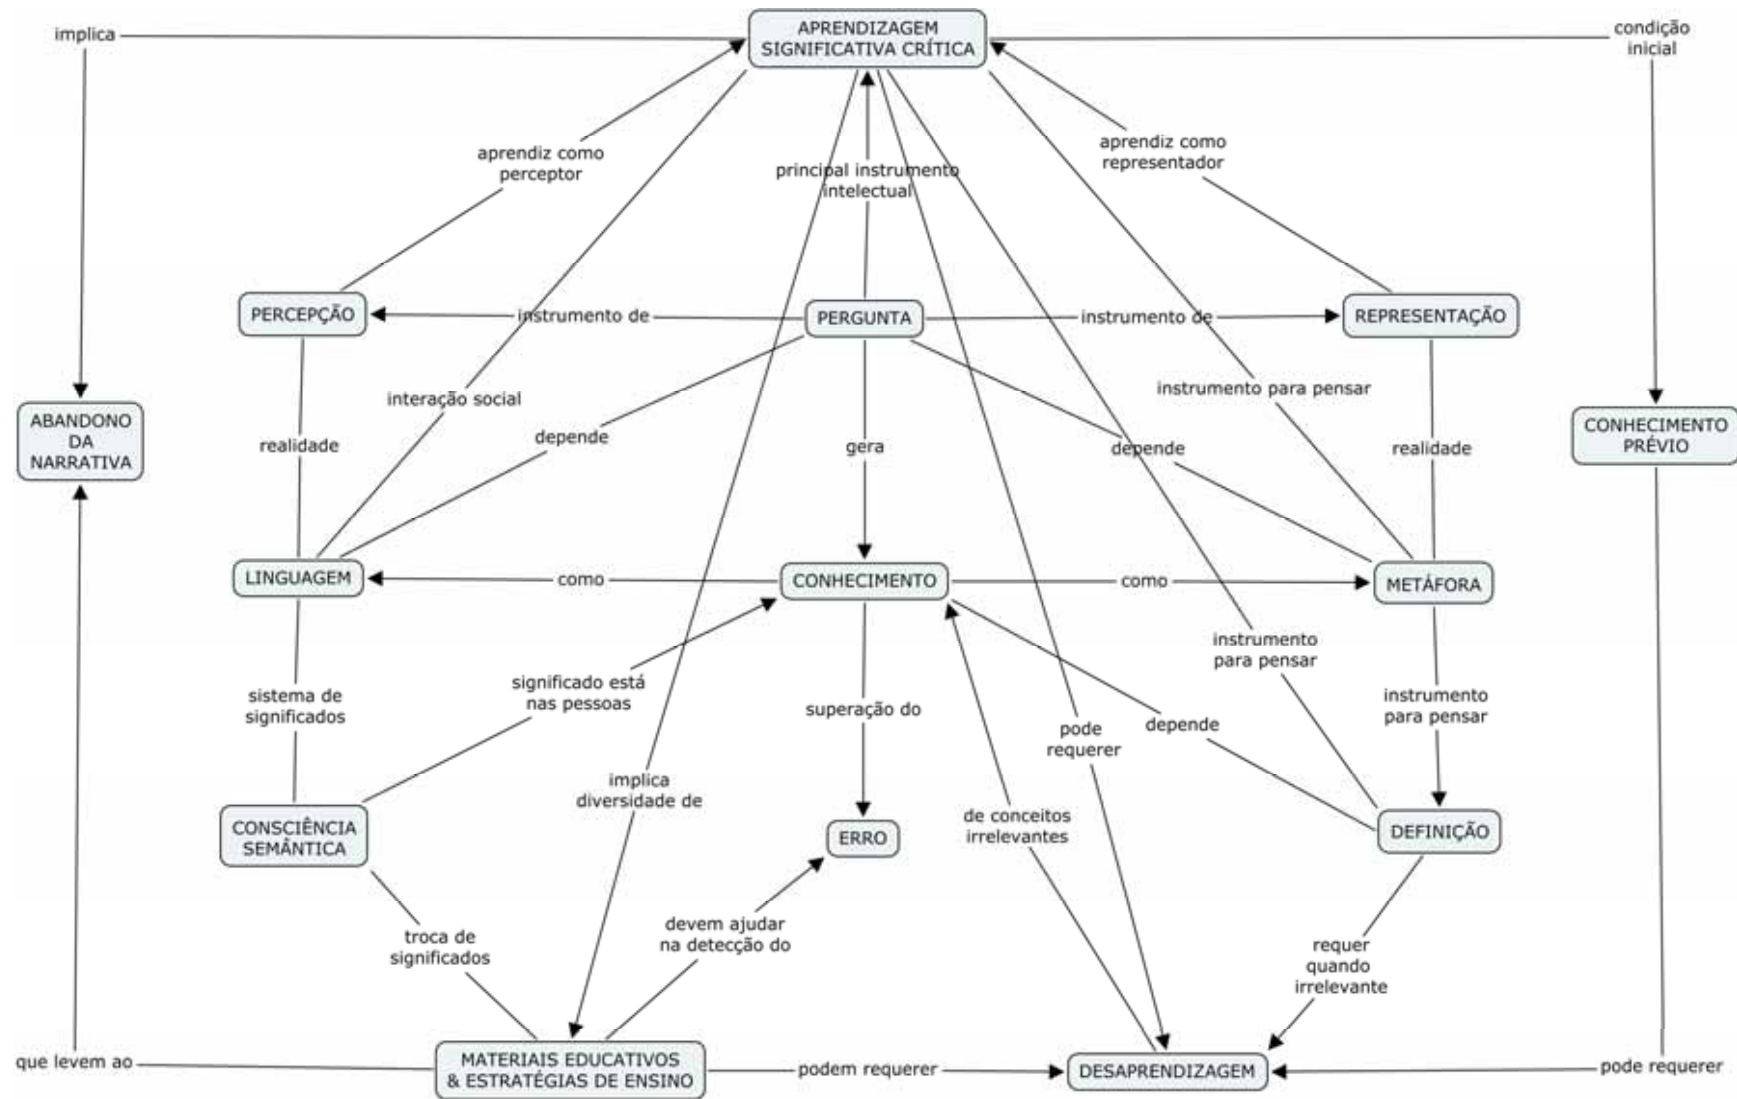 implica
APRENDIZAGEM
SIGNIFICATIVA CRÍTICA
condição
inicial
aprendiz como
perceptor
principal instrumento
intelectual
aprendiz como
representador
PERCEPÇÃO
instrumento de
PERGUNTA
instrumento de
REPRESENTAÇÃO
interação social
instrumento para pensar
ABANDONO
DA
NARRATIVA
realidade
depende
gera
depende
realidade
CONHECIMENTO
PRÉVIO
LINGUAGEM
como
CONHECIMENTO
como
METÁFORA
sistema de
significados
significado está
nas pessoas
superação do
pode
requerer
depende
instrumento
para pensar
instrumento
para pensar
implica
diversidade de
CONSCIÊNCIA
SEMÂNTICA
ERRO
de conceitos
irrelevantes
DEFINIÇÃO
troca de
significados
devem ajudar
na detecção do
requer
quando
irrelevante
que levem ao
MATERIAIS EDUCATIVOS
& ESTRATÉGIAS DE ENSINO
podem requerer
DESAPRENDIZAGEM
pode requerer